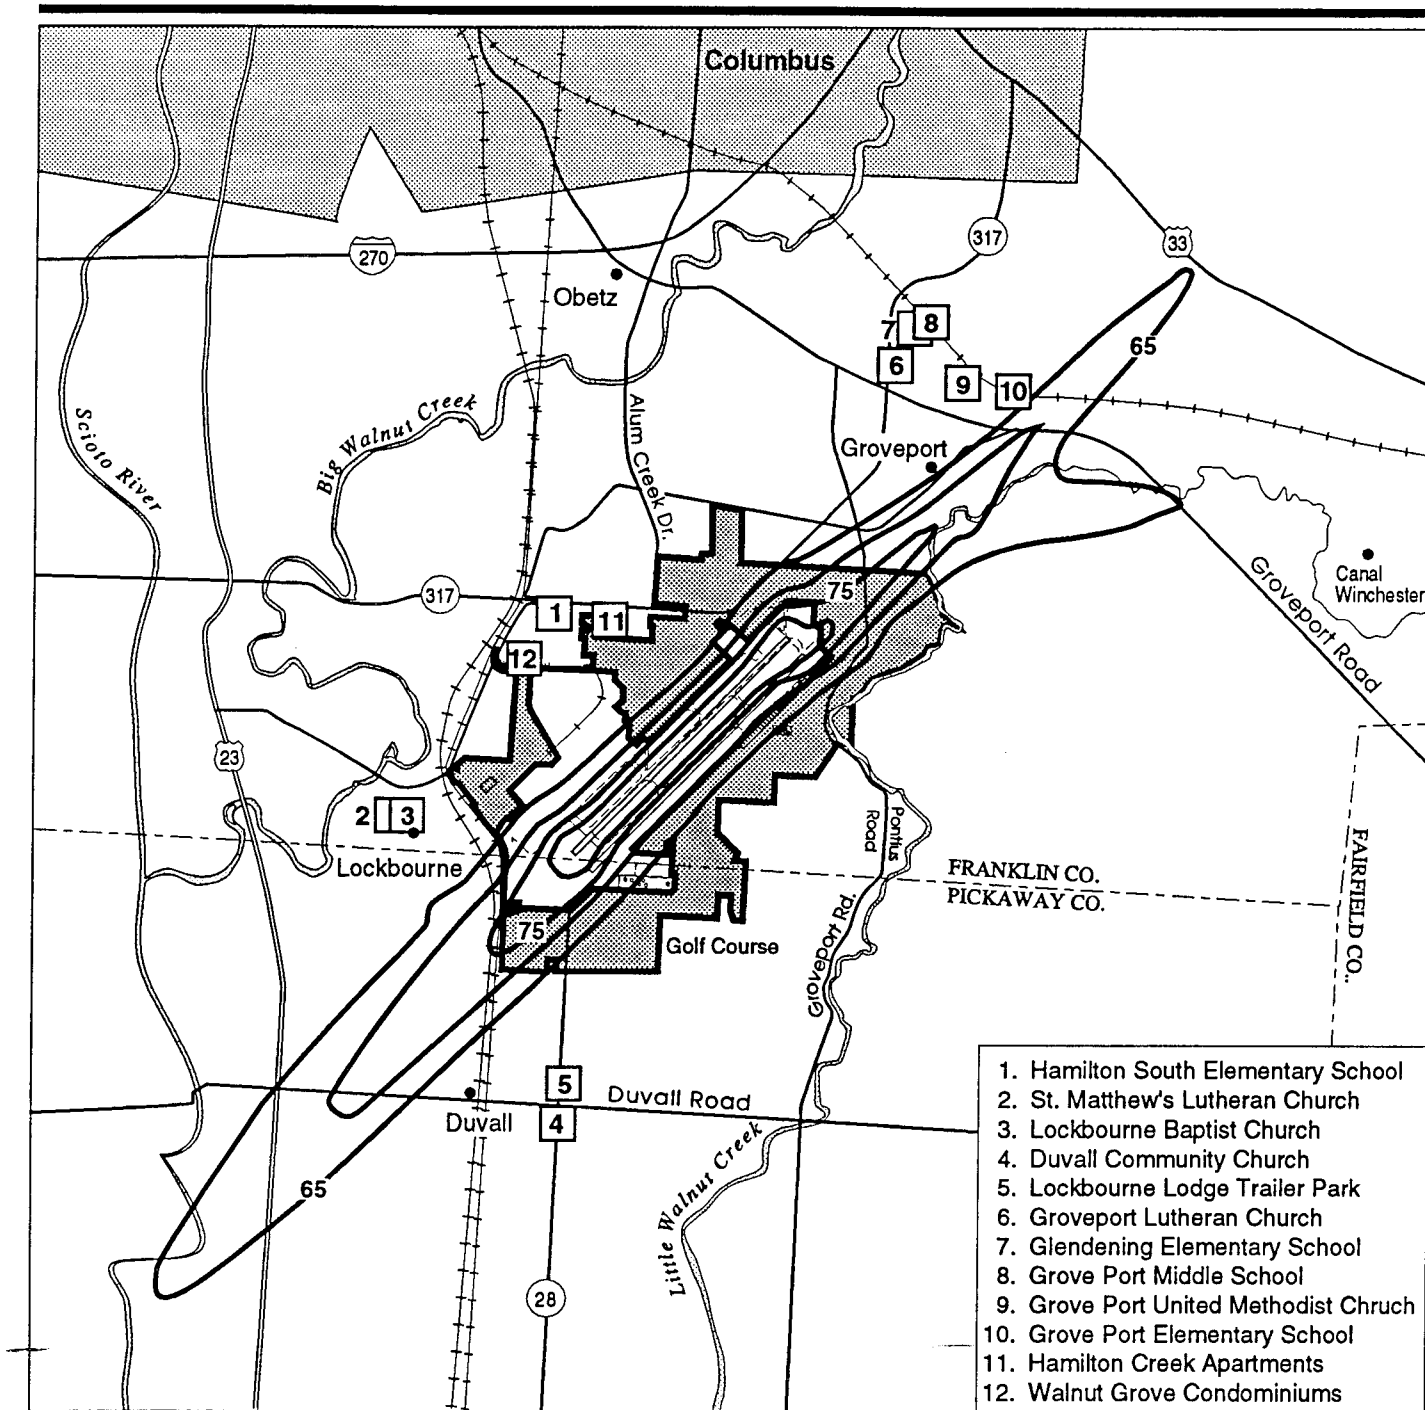 Columbus
317
33
270
Obetz
7
8
65
6
9
10
Big Walnut Creek
Scioto River
Alum Creek Dr.
Groveport
Groveport Road
Canal
Winchester
317
75
1
11
12
23
2
3
Lockbourne
Pontius
Road
FRANKLIN CO.
PICKAWAY CO.
FAIRFIELD CO.
75
Golf Course
Groveport Rd.
5
Duvall Road
Duvall
4
Little Walnut Creek
65
28
1. Hamilton South Elementary School
2. St. Matthew's Lutheran Church
3. Lockbourne Baptist Church
4. Duvall Community Church
5. Lockbourne Lodge Trailer Park
6. Groveport Lutheran Church
7. Glendening Elementary School
8. Grove Port Middle School
9. Grove Port United Methodist Chruch
10. Grove Port Elementary School
11. Hamilton Creek Apartments
12. Walnut Grove Condominiums